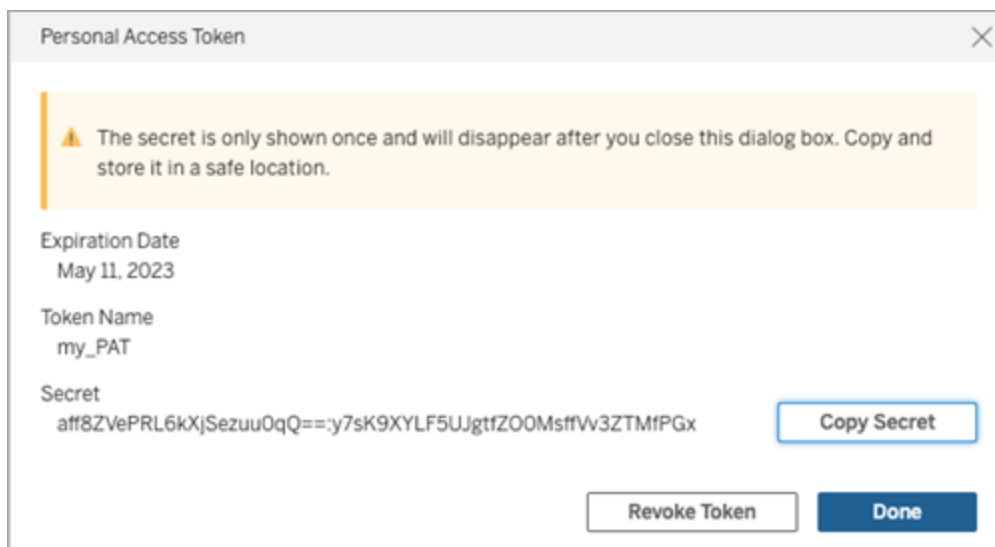 Personal Access Token
The secret is only shown once and will disappear after you close this dialog box. Copy and
store it in a safe location.
Expiration Date
May 11, 2023
Token Name
my_PAT
Secret
aff8ZVePRL6kXjSezuu0qQ==:y7sK9XYLF5UJgtfZO0MsffVv3ZTMfPGx
Copy Secret
Revoke Token
Done